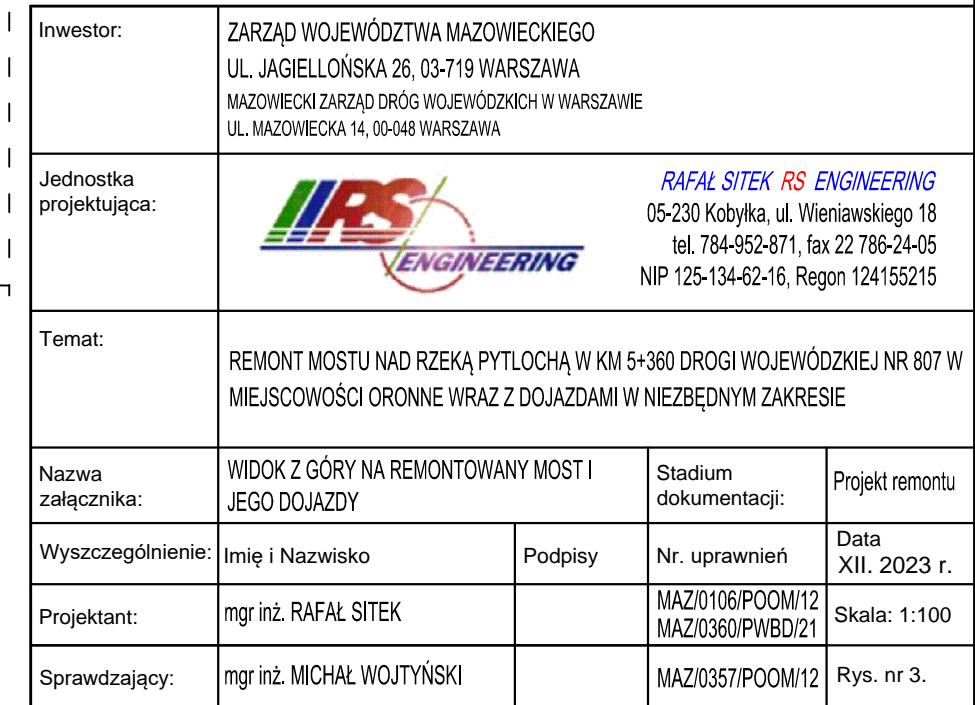 Inwestor:
ZARZĄD WOJEWÓDZTWA MAZOWIECKIEGO
UL. JAGIELLOŃSKA 26, 03-719 WARSZAWA
MAZOWIECKI ZARZĄD DRÓG WOJEWÓDZKICH W WARSZAWIE
UL. MAZOWIECKA 14, 00-048 WARSZAWA
Jednostka
projektująca:
RS
ENGINEERING
RAFAŁ SITEK RS ENGINEERING
05-230 Kobyłka, ul. Wieniawskiego 18
tel. 784-952-871, fax 22 786-24-05
NIP 125-134-62-16, Regon 124155215
Temat:
REMONT MOSTU NAD RZEKĄ PYTLOCHĄ W KM 5+360 DROGI WOJEWÓDZKIEJ NR 807 W
MIEJSCOWOŚCI ORONNE WRAZ Z DOJAZDAMI W NIEZBĘDNYM ZAKRESIE
Nazwa
załącznika:
WIDOK Z GÓRY NA REMONTOWANY MOST I
JEGO DOJAZDY
Stadium
dokumentacji:
Projekt remontu
Wyszczególnienie:
Imię i Nazwisko
Podpisy
Nr. uprawnień
Data
XII. 2023 r.
Projektant:
mgr inż. RAFAŁ SITEK
MAZ/0106/POOM/12
MAZ/0360/PWBD/21
Skala: 1:100
Sprawdzający:
mgr inż. MICHAŁ WOJTYŃSKI
MAZ/0357/POOM/12
Rys. nr 3.